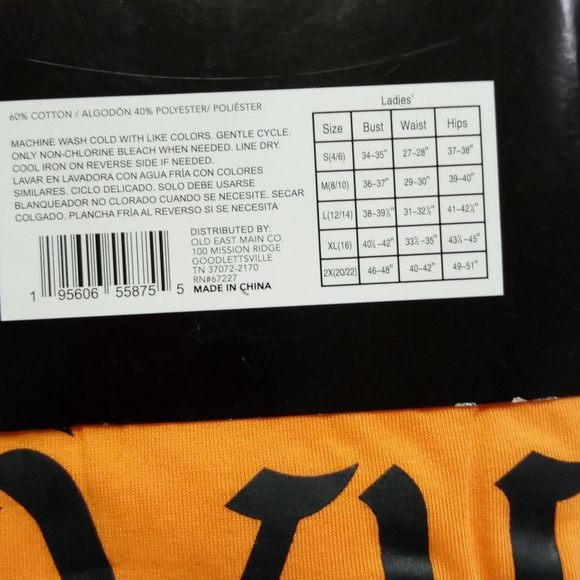 60% COTTON / ALGODÓN 40% POLYESTER/ POLIÉSTER
MACHINE WASH COLD WITH LIKE COLORS. GENTLE CYCLE.
ONLY NON-CHLORINE BLEACH WHEN NEEDED. LINE DRY.
COOL IRON ON REVERSE SIDE IF NEEDED.
LAVAR EN LAVADORA CON AGUA FRÍA CON COLORES
SIMILARES. CICLO DELICADO. SOLO DEBE USARSE
BLANQUEADOR NO CLORADO CUANDO SE NECESITE. SECAR
COLGADO. PLANCHA FRÍA AL REVERSO SI SE NECESITA
DISTRIBUTED BY:
OLD EAST MAIN CO.
100 MISSION RIDGE
GOODLETTSVILLE
TN 37072-2170
RN#67227
MADE IN CHINA
1 95606 55875 5
Ladies'
Size Bust Waist Hips
S(4/6) 34-35" 27-28" 37-38"
M(8/10) 36-37" 29-30" 39-40"
L(12/14) 38-39½" 31-32½" 41-42½"
XL(16) 40½-42" 33½-35" 43½-45"
2X(20/22) 46-48" 40-42" 49-51"